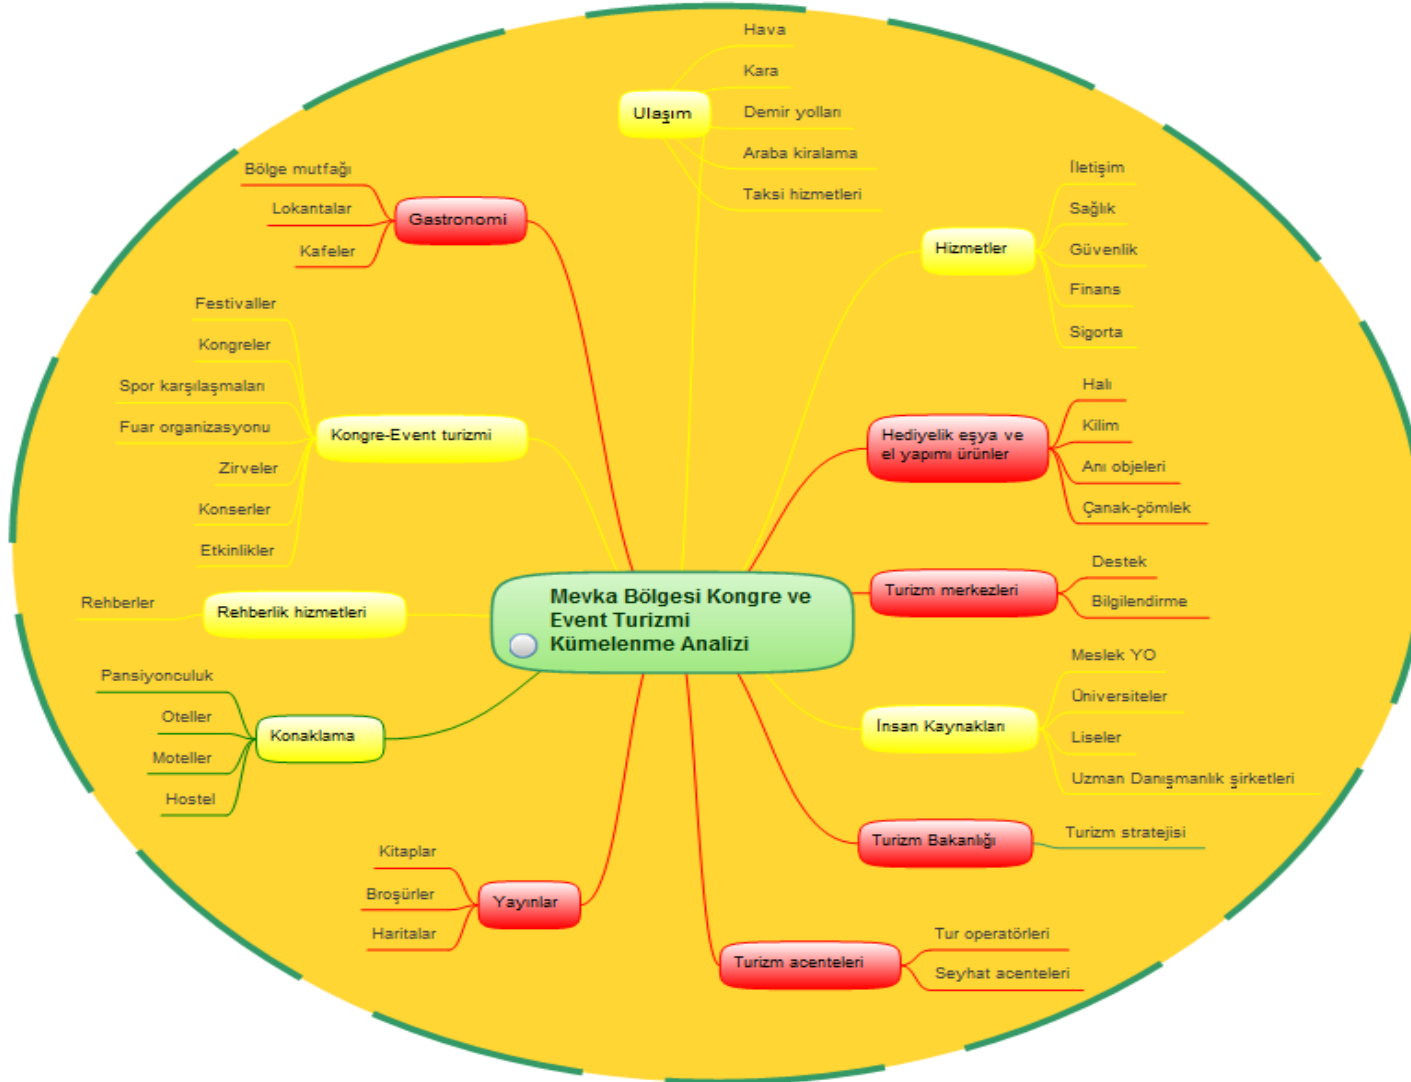 Ulaşım
Hava
Kara
Demir yolları
Araba kiralama
Taksi hizmetleri
Hizmetler
İletişim
Sağlık
Güvenlik
Finans
Sigorta
Gastronomi
Bölge mutfağı
Lokantalar
Kafeler
Kongre-Event turizmi
Festivaller
Kongreler
Spor karşılaşmaları
Fuar organizasyonu
Zirveler
Konserler
Etkinlikler
Hediyelik eşya ve
el yapımı ürünler
Halı
Kilim
Anı objeleri
Çanak-çömlek
Mevka Bölgesi Kongre ve
Event Turizmi
Kümelenme Analizi
Turizm merkezleri
Destek
Bilgilendirme
Rehberlik hizmetleri
Rehberler
Konaklama
Pansiyonculuk
Oteller
Moteller
Hostel
İnsan Kaynakları
Meslek YO
Üniversiteler
Liseler
Uzman Danışmanlık şirketleri
Turizm Bakanlığı
Turizm stratejisi
Yayınlar
Kitaplar
Broşürler
Haritalar
Turizm acenteleri
Tur operatörleri
Seyhat acenteleri